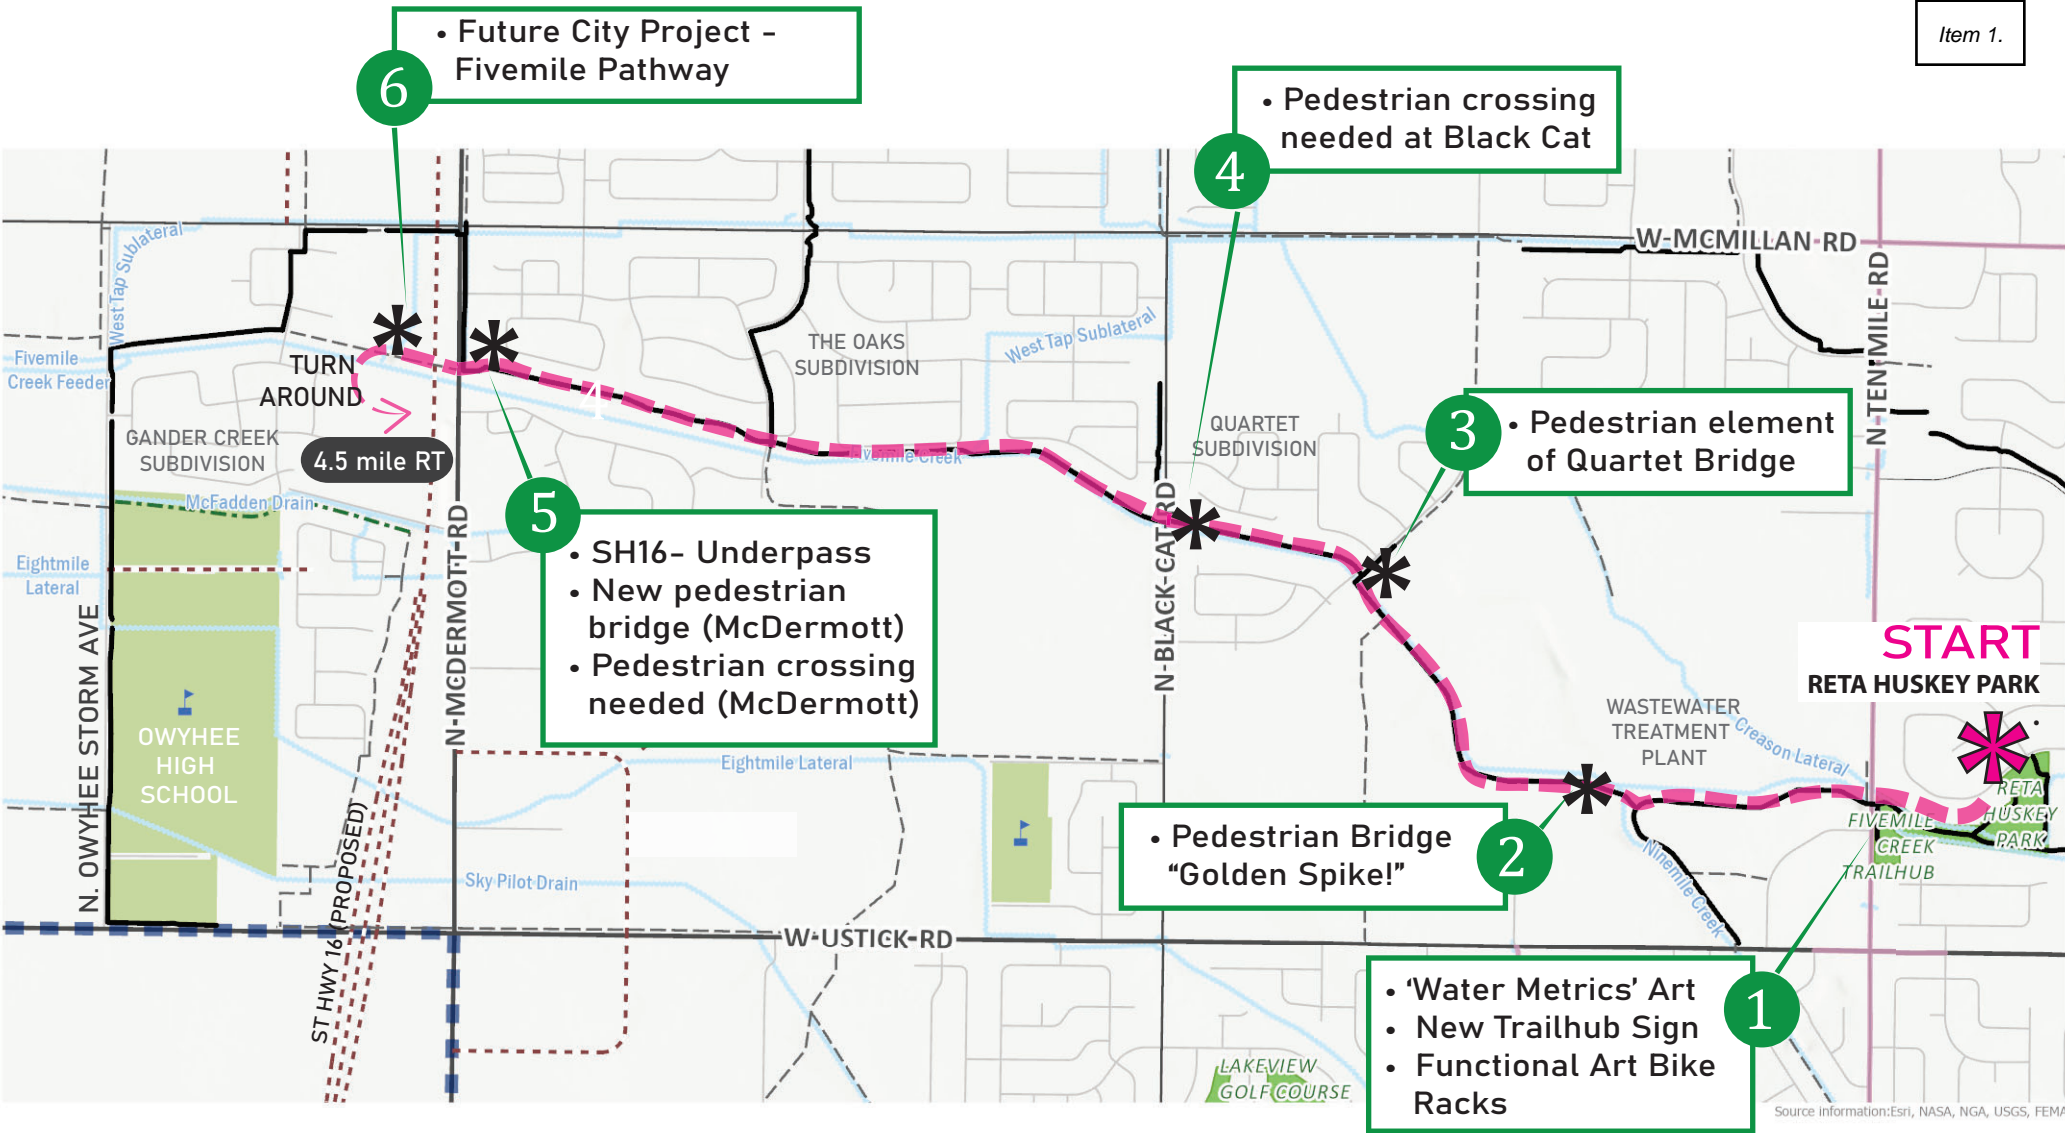 Item 1.
6
• Future City Project -
Fivemile Pathway
4
• Pedestrian crossing
needed at Black Cat
W-MCMILLAN RD
N-TEN-MILE-RD
West Tap Sublateral
Fivemile
Creek Feeder
TURN
AROUND
4.5 mile RT
GANDER CREEK
SUBDIVISION
4
THE OAKS
SUBDIVISION
West Tap Sublateral
Fivemile Creek
QUARTET
SUBDIVISION
3
• Pedestrian element
of Quartet Bridge
McFadden Drain
Eightmile
Lateral
N. OWYHEE STORM AVE
N-MCDERMOTT-RD
N-BLACK-CAT-RD
5
• SH16- Underpass
• New pedestrian
bridge (McDermott)
• Pedestrian crossing
needed (McDermott)
START
RETA HUSKEY PARK
OWYHEE
HIGH
SCHOOL
ST HWY 16 (PROPOSED)
Eightmile Lateral
WASTEWATER
TREATMENT
PLANT
Creason Lateral
RETA
HUSKEY
PARK
FIVEMILE
CREEK
TRAILHUB
2
• Pedestrian Bridge
“Golden Spike!”
Ninemile Creek
Sky Pilot Drain
W-USTICK-RD
1
• ‘Water Metrics’ Art
• New Trailhub Sign
• Functional Art Bike
Racks
LAKEVIEW
GOLF COURSE
Source information:Esri, NASA, NGA, USGS, FEMA